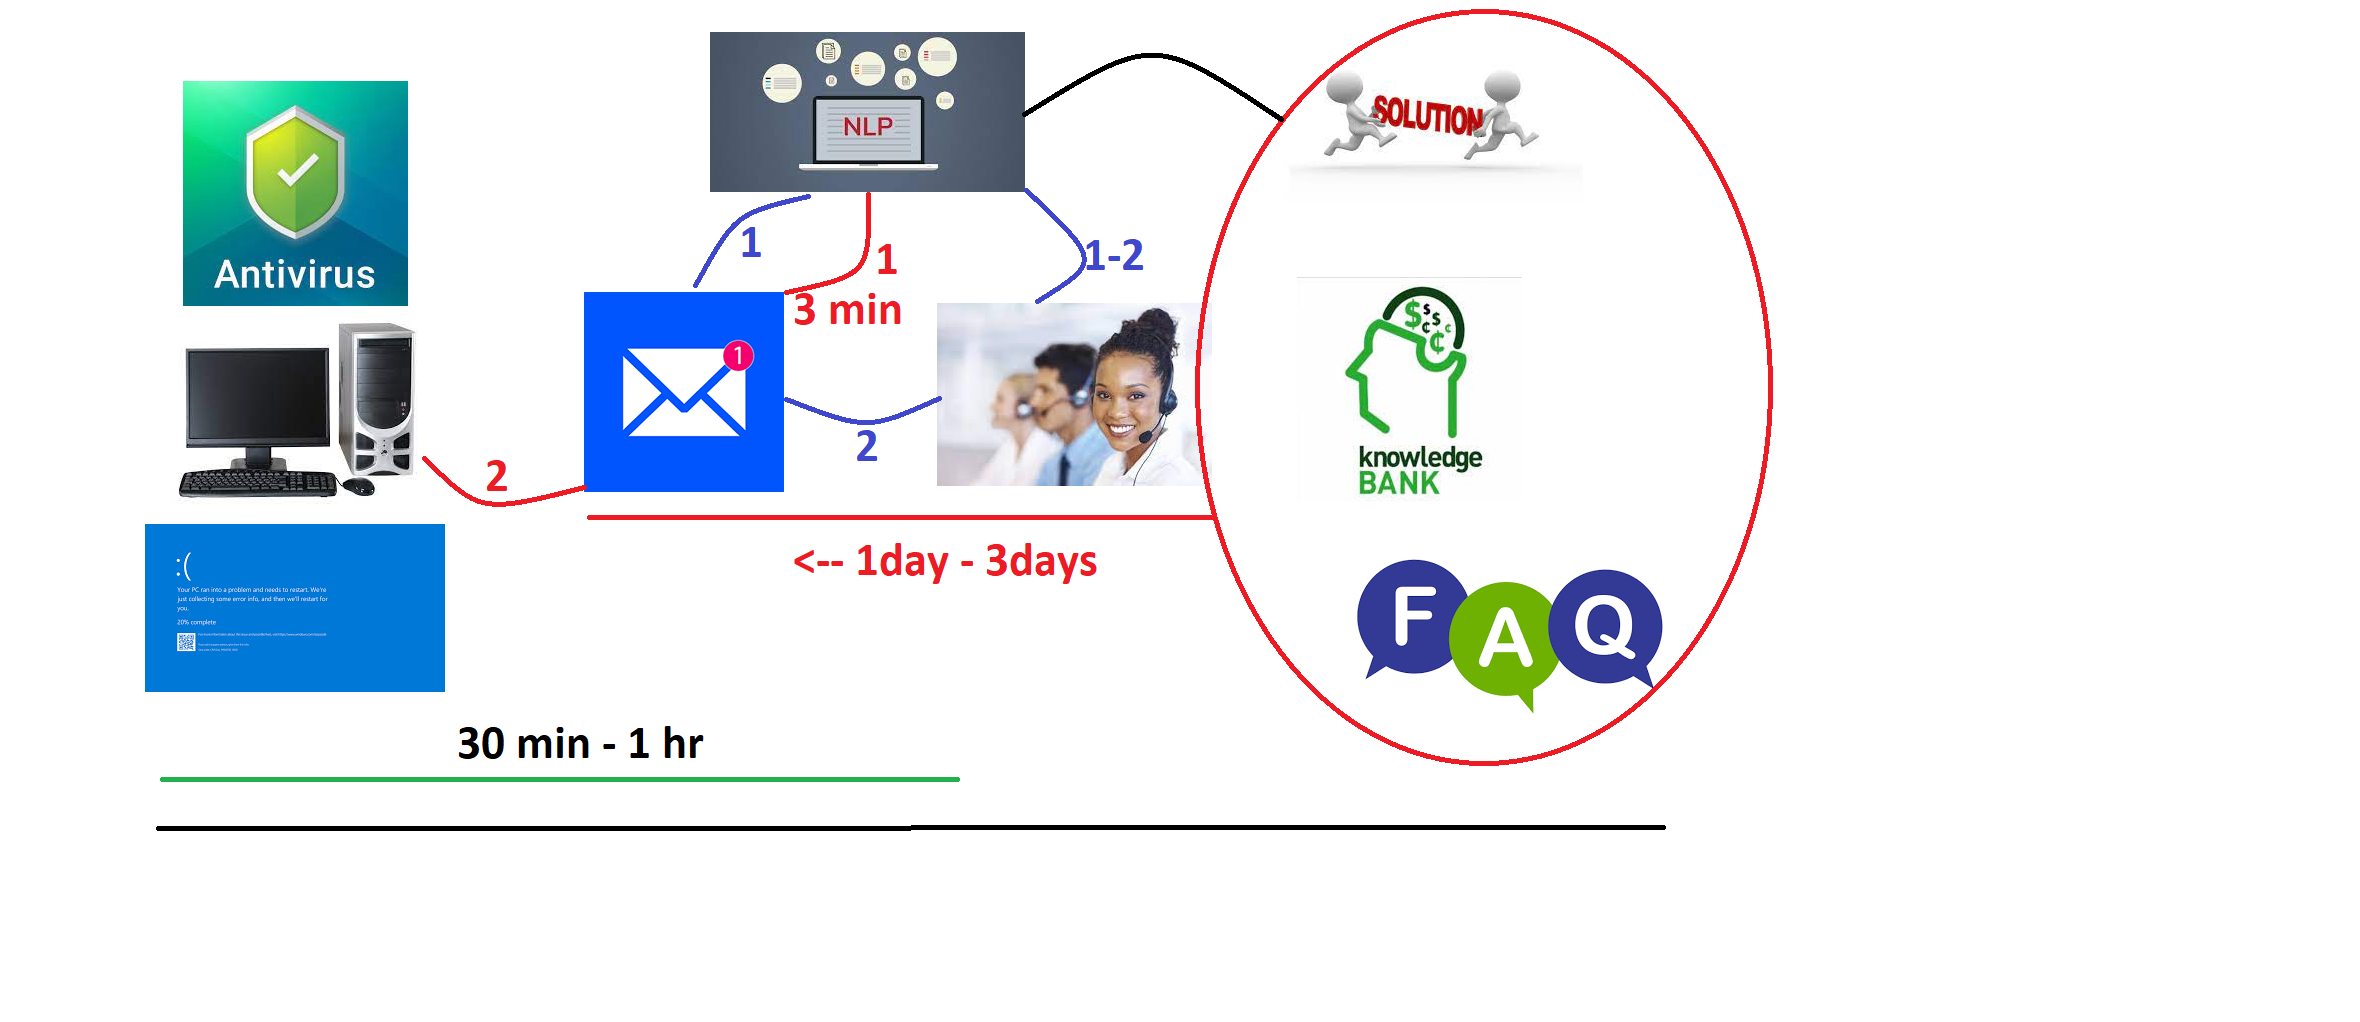 NLP
SOLUTION
Antivirus
1
1
1-2
3 min
1
2
2
knowledge
BANK
<-- 1day - 3days
:(
Your PC ran into a problem and needs to restart. We're
just collecting some error info, and then we'll restart for
you.
20% complete
FAQ
30 min - 1 hr